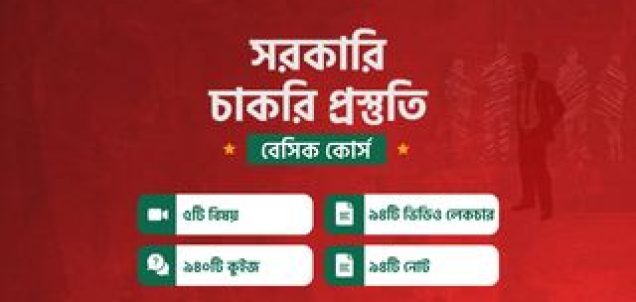 সরকারি
চাকরি প্রস্তুতি
বেসিক কোর্স
৫টি বিষয়
৯৪টি ভিডিও লেকচার
৯৪০টি কুইজ
৯৪টি নোট